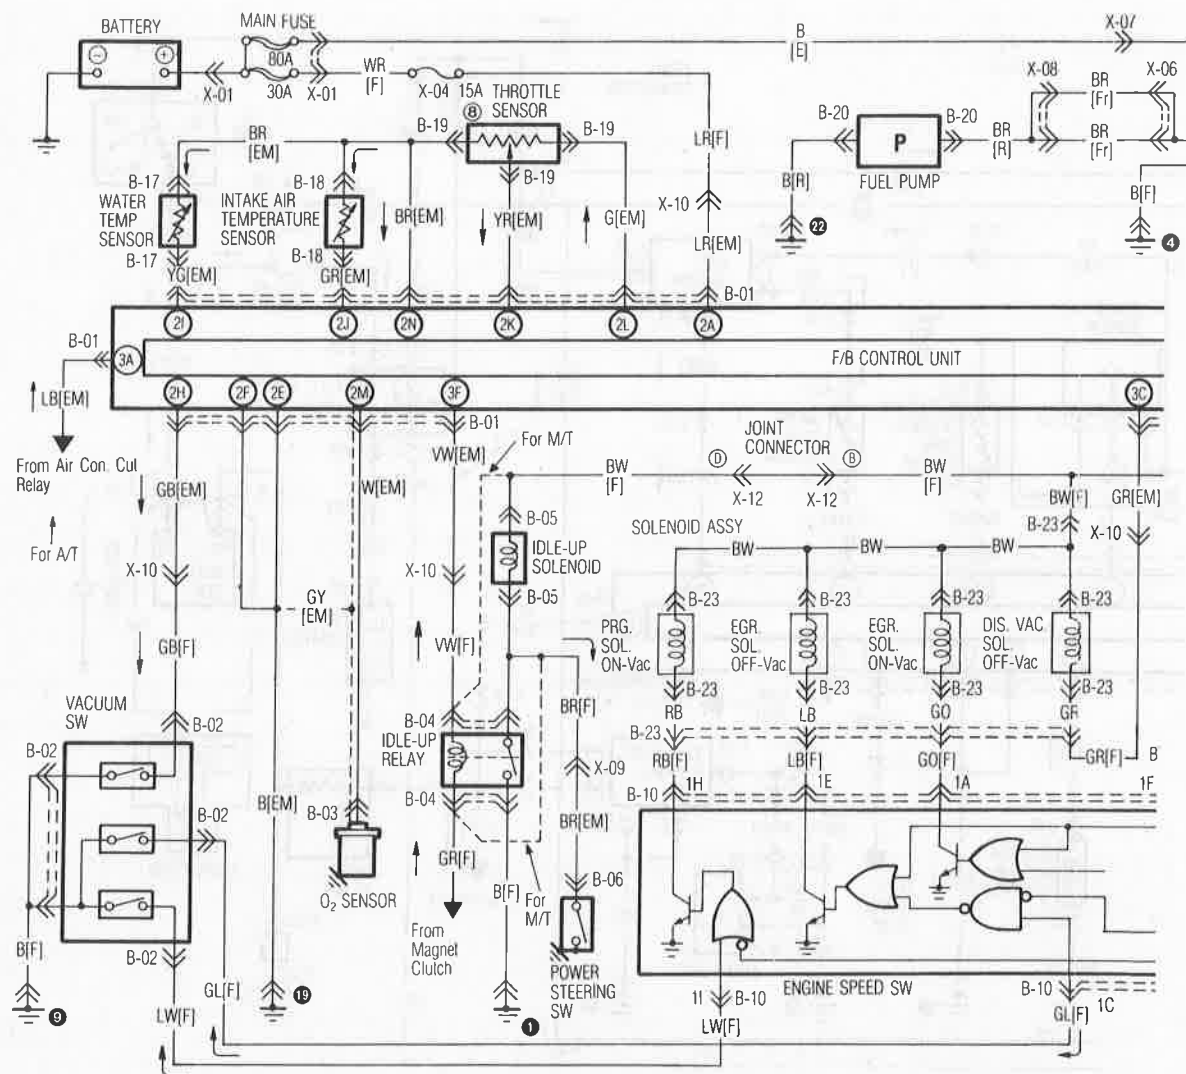 BATTERY
MAIN FUSE
80A
30A
X-01
X-01
WR
[F]
X-04 15A
THROTTLE
SENSOR
8
B
[E]
X-07
X-08
BR
[Fr]
X-06
B-20
B-20
BR
[R]
BR
[Fr]
P
FUEL PUMP
B[R]
22
B[F]
4
BR
[EM]
B-19
B-19
B-19
LR[F]
X-10
LR[EM]
B-17
WATER
TEMP
SENSOR
B-17
YG[EM]
B-18
INTAKE AIR
TEMPERATURE
SENSOR
B-18
GR[EM]
BR[EM]
YR[EM]
G[EM]
B-01
2I
2J
2N
2K
2L
2A
B-01
3A
F/B CONTROL UNIT
LB[EM]
2H
2F
2E
2M
3F
3C
B-01
From Air Con. Cut
Relay
For A/T
GB[EM]
X-10
GB[F]
W[EM]
VW[EM]
For M/T
BW
[F]
D
JOINT
CONNECTOR
B
X-12
X-12
BW
[F]
BW[F]
GR[EM]
B-23
X-10
SOLENOID ASSY
BW
BW
BW
B-05
IDLE-UP
SOLENOID
B-05
X-10
GY
[EM]
VW[F]
B-23
B-23
B-23
B-23
PRG.
SOL.
ON-Vac
EGR.
SOL.
OFF-Vac
EGR.
SOL.
ON-Vac
DIS. VAC.
SOL.
OFF-Vac
B-23
B-23
B-23
B-23
RB
LB
GO
GR
B-23
RB[F]
LB[F]
GO[F]
GR[F]
B
VACUUM
SW
B-02
B-02
B-02
B-02
B-04
IDLE-UP
RELAY
B-04
BR[F]
X-09
BR[EM]
B-06
B-10
1H
1E
1A
1F
B[EM]
B-03
O2 SENSOR
GR[F]
B[F]
For
M/T
From
Magnet
Clutch
POWER
STEERING
SW
B[F]
9
LW[F]
GL[F]
19
1
ENGINE SPEED SW
1I
B-10
LW[F]
B-10
1C
GL[F]